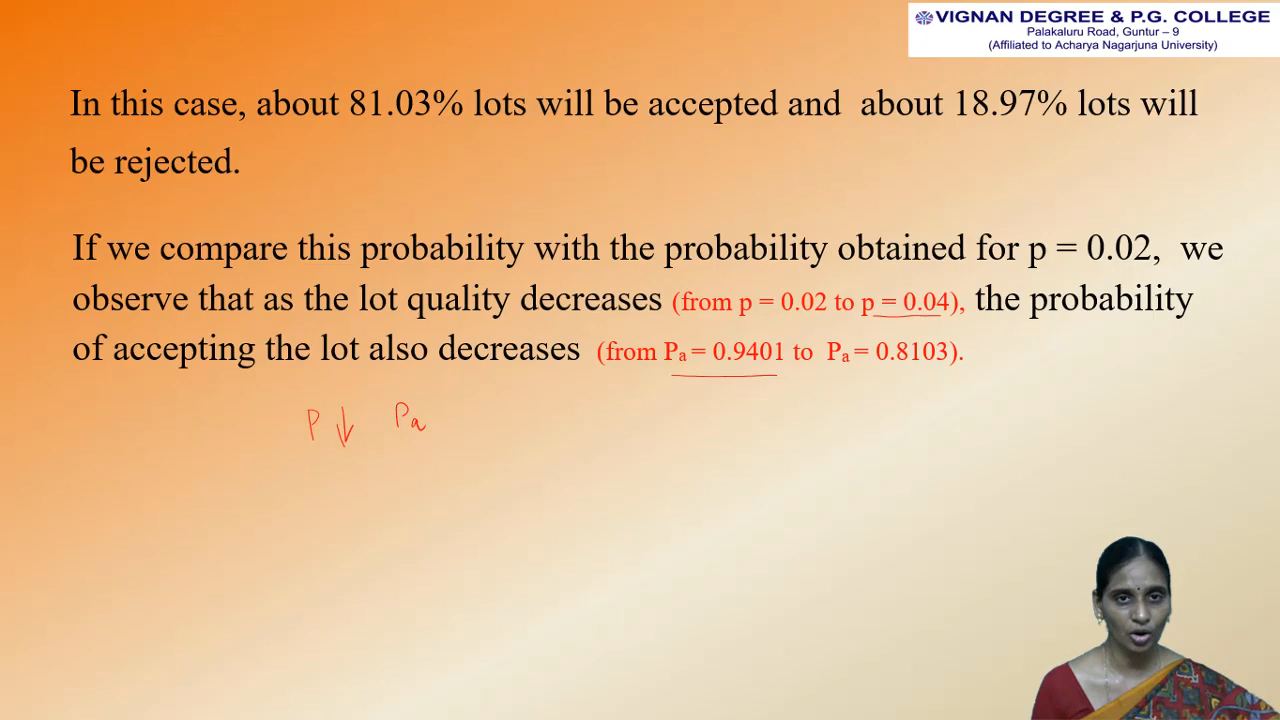 VIGNAN DEGREE & P.G. COLLEGE
Palakaluru Road, Guntur – 9
(Affiliated to Acharya Nagarjuna University)
In this case, about 81.03% lots will be accepted and about 18.97% lots will
be rejected.
If we compare this probability with the probability obtained for p = 0.02, we
observe that as the lot quality decreases (from p = 0.02 to p = 0.04), the probability
of accepting the lot also decreases (from Pa = 0.9401 to Pa = 0.8103).
P ↓ Pa